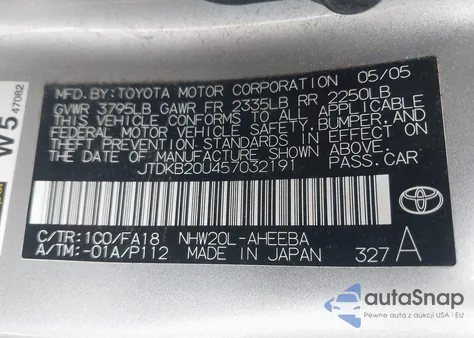 MFD. BY: TOYOTA MOTOR CORPORATION 05/05
GVWR 3795LB GAWR FR 2335LB RR 2250LB
THIS VEHICLE CONFORMS TO ALL APPLICABLE
FEDERAL MOTOR VEHICLE SAFETY, BUMPER, AND
THEFT PREVENTION STANDARDS IN EFFECT ON
THE DATE OF MANUFACTURE SHOWN ABOVE.
JTDKB20U457032191 PASS. CAR
C/TR: 1C0/FA18 NHW20L-AHEEBA
A/TM: -01A/P112 MADE IN JAPAN 327 A
TOYOTA
W5 47082
autoSnap
Pewne auta z aukcji USA i EU